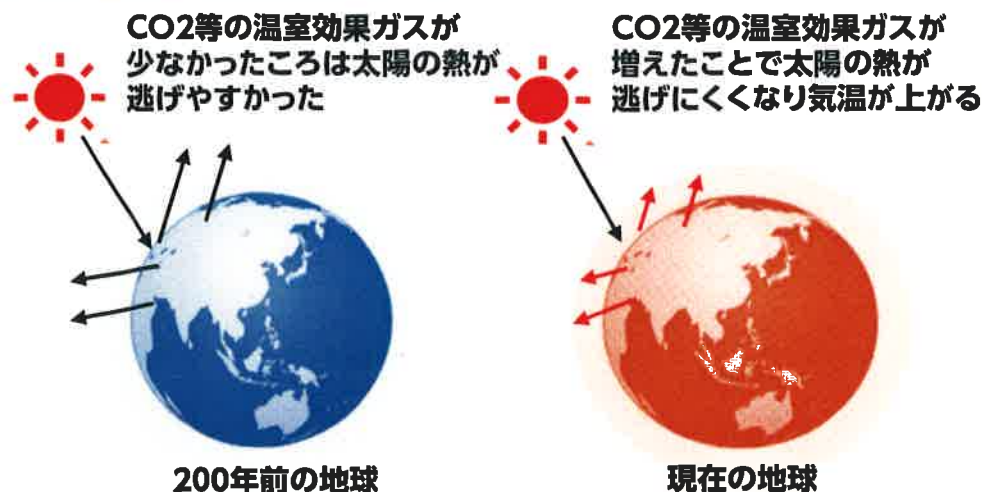 CO2等の温室効果ガスが
少なかったころは太陽の熱が
逃げやすかった
CO2等の温室効果ガスが
増えたことで太陽の熱が
逃げにくくなり気温が上がる
200年前の地球
現在の地球